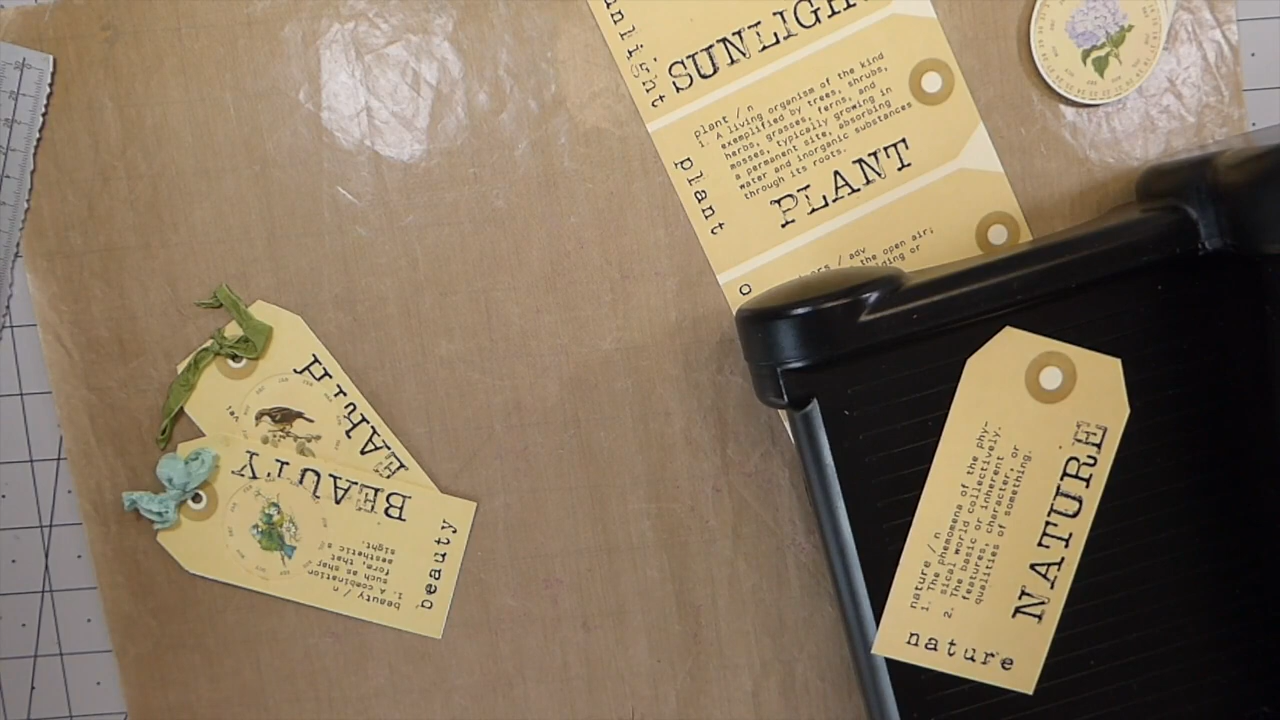 SUNLIGH
plant / n
1. A living organism of the kind
exemplified by trees, shrubs,
herbs, grasses, ferns, and
mosses, typically growing in
a permanent site, absorbing
water and inorganic substances
through its roots.
PLANT
plant
the open air;
nature / n
1. The phemomena of the phy-
sical world collectively.
2. The basic or inherent
features, character, or
qualities of something.
NATURE
nature
EARTH
BEAUTY
beauty / n
1. A combination
such as shap
form, that
aesthetic s
sight.
beauty